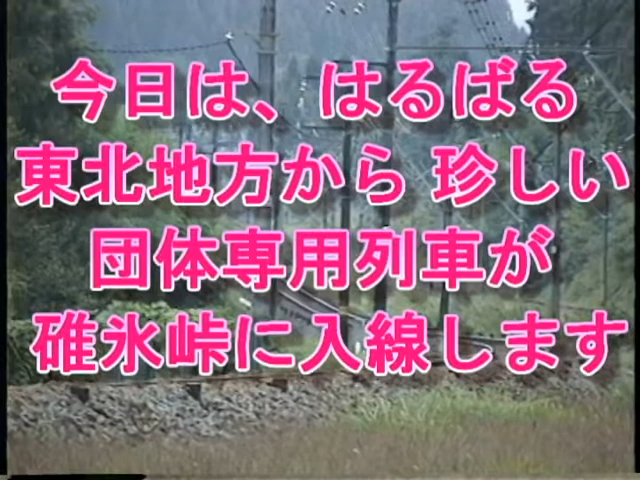 今日は、はるばる
東北地方から 珍しい
団体専用列車が
碓氷峠に入線します